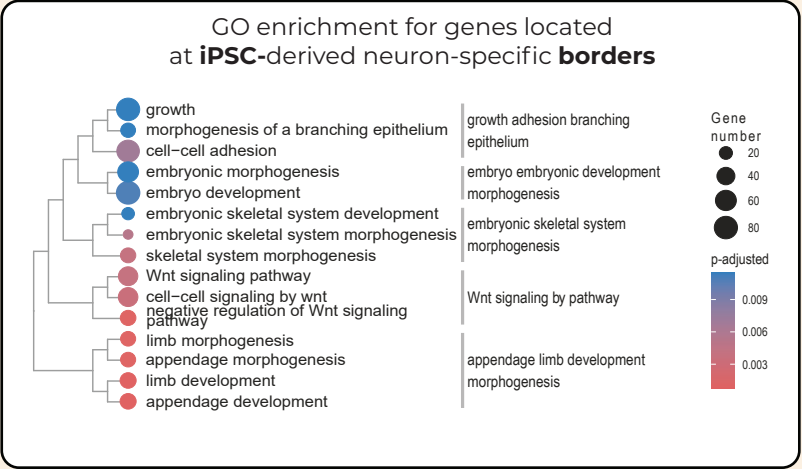 GO enrichment for genes located
at iPSC-derived neuron-specific borders
growth
morphogenesis of a branching epithelium
cell−cell adhesion
embryonic morphogenesis
embryo development
embryonic skeletal system development
embryonic skeletal system morphogenesis
skeletal system morphogenesis
Wnt signaling pathway
cell−cell signaling by wnt
negative regulation of Wnt signaling
pathway
limb morphogenesis
appendage morphogenesis
limb development
appendage development
growth adhesion branching
epithelium
embryo embryonic development
morphogenesis
embryonic skeletal system
morphogenesis
Wnt signaling by pathway
appendage limb development
morphogenesis
Gene
number
20
40
60
80
p-adjusted
0.009
0.006
0.003